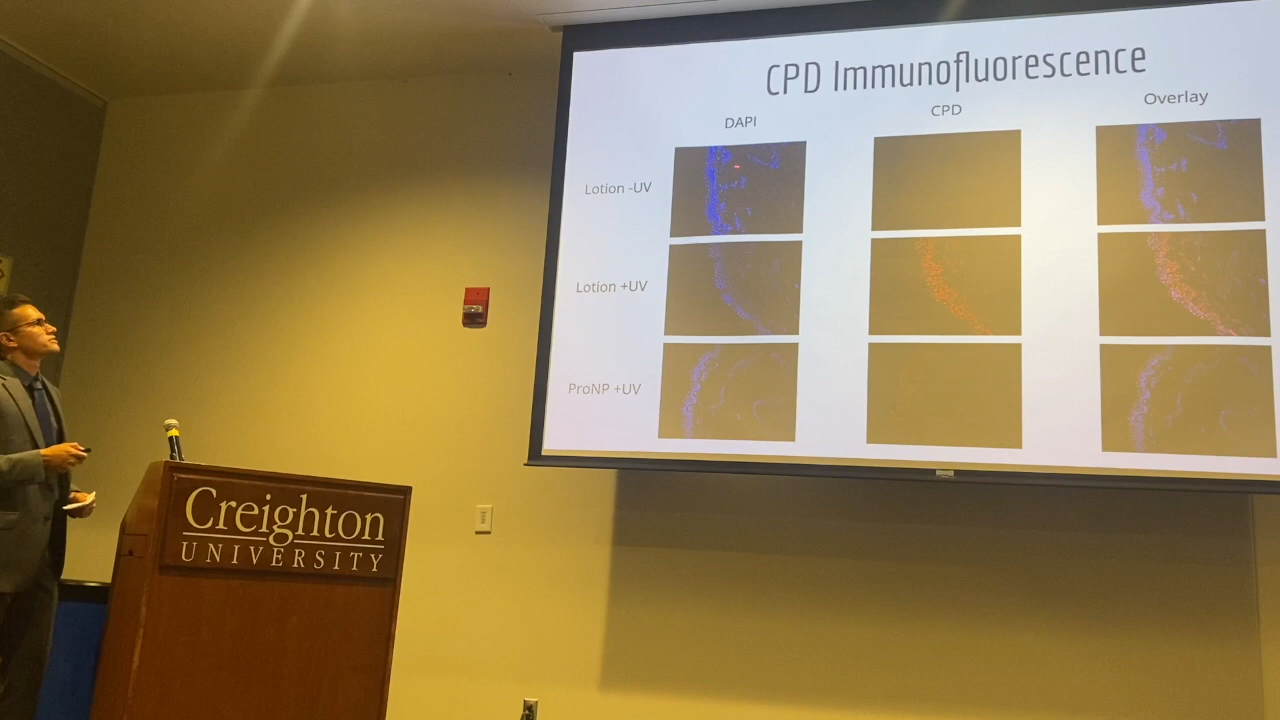 CPD Immunofluorescence
DAPI
CPD
Overlay
Lotion -UV
Lotion +UV
ProNP +UV
Creighton
UNIVERSITY